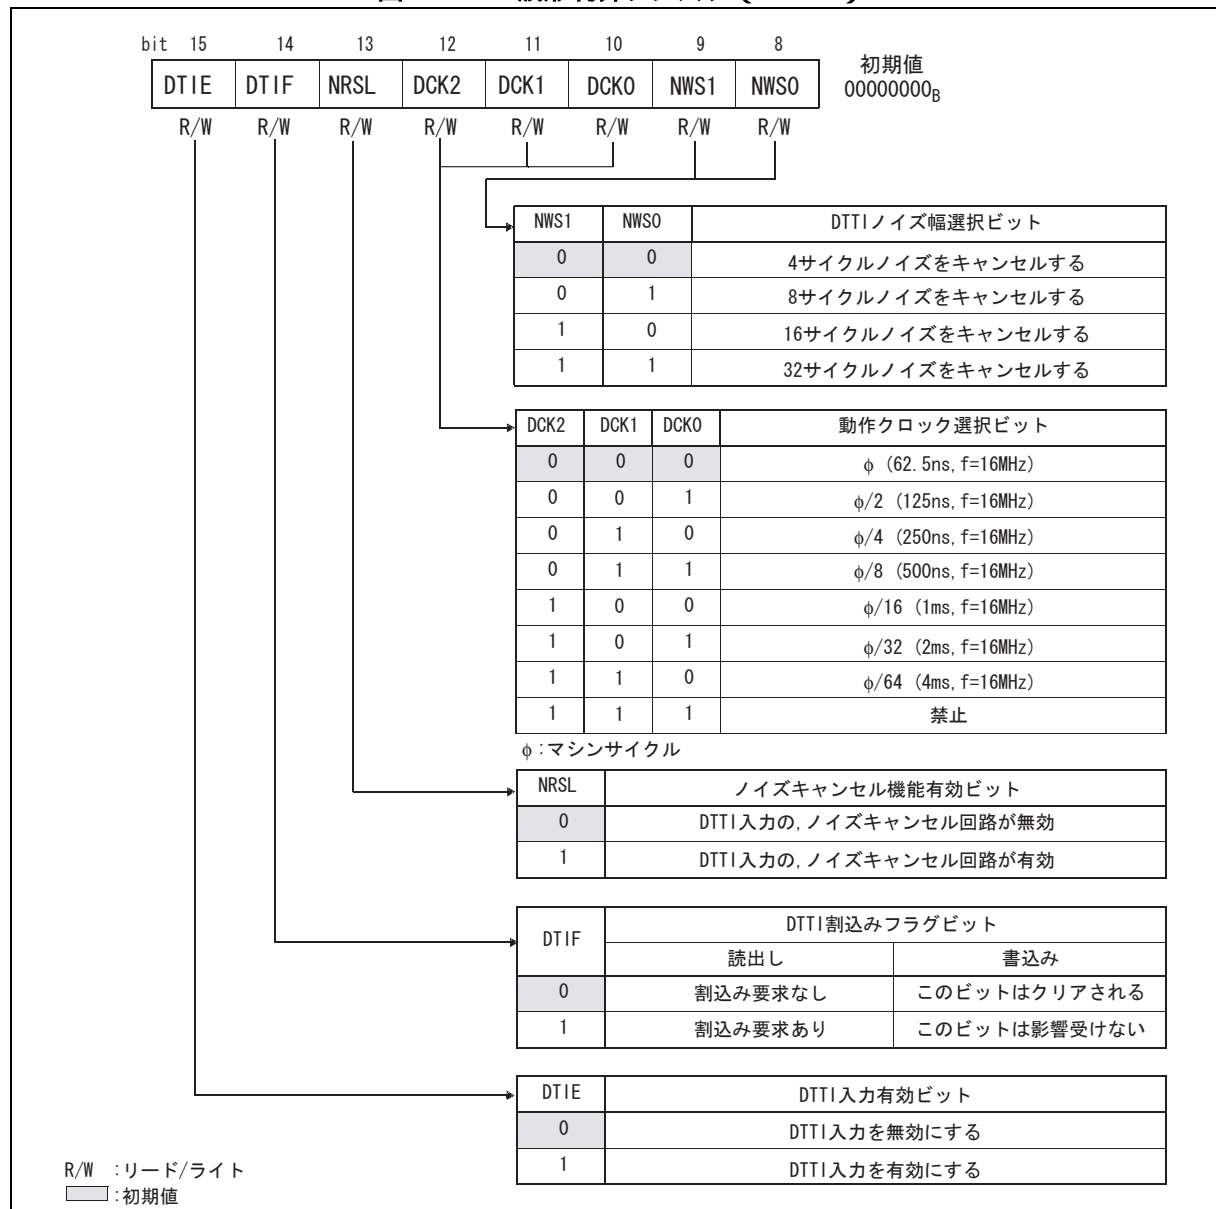 bit 15 14 13 12 11 10 9 8
DTIE DTIF NRSL DCK2 DCK1 DCK0 NWS1 NWS0
初期値
00000000B
R/W R/W R/W R/W R/W R/W R/W R/W
NWS1 NWS0 DTTIノイズ幅選択ビット
0 0 4サイクルノイズをキャンセルする
0 1 8サイクルノイズをキャンセルする
1 0 16サイクルノイズをキャンセルする
1 1 32サイクルノイズをキャンセルする
DCK2 DCK1 DCK0 動作クロック選択ビット
0 0 0 φ (62.5ns,f=16MHz)
0 0 1 φ/2 (125ns,f=16MHz)
0 1 0 φ/4 (250ns,f=16MHz)
0 1 1 φ/8 (500ns,f=16MHz)
1 0 0 φ/16 (1ms,f=16MHz)
1 0 1 φ/32 (2ms,f=16MHz)
1 1 0 φ/64 (4ms,f=16MHz)
1 1 1 禁止
φ:マシンサイクル
NRSL ノイズキャンセル機能有効ビット
0 DTTI入力の,ノイズキャンセル回路が無効
1 DTTI入力の,ノイズキャンセル回路が有効
DTIF DTTI割込みフラグビット
読出し 書込み
0 割込み要求なし このビットはクリアされる
1 割込み要求あり このビットは影響受けない
DTIE DTTI入力有効ビット
0 DTTI入力を無効にする
1 DTTI入力を有効にする
R/W :リード/ライト
:初期値